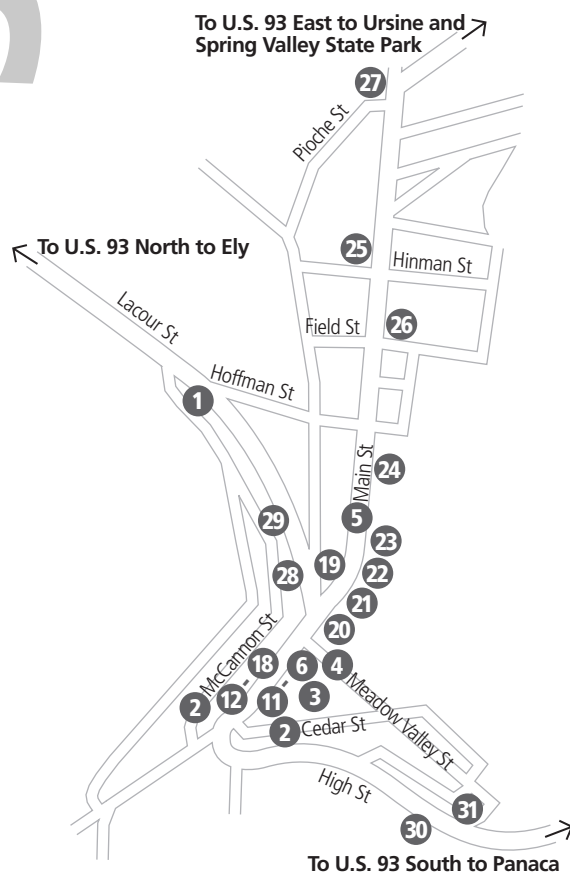 To U.S. 93 East to Ursine and
Spring Valley State Park
27
Pioche St
To U.S. 93 North to Ely
25
Hinman St
Lacour St
Field St
26
Hoffman St
1
Main St
24
5
29
23
19
22
28
21
20
McCannon St
18
6
4
Meadow Valley St
12
11
3
2
2
Cedar St
High St
31
30
To U.S. 93 South to Panaca